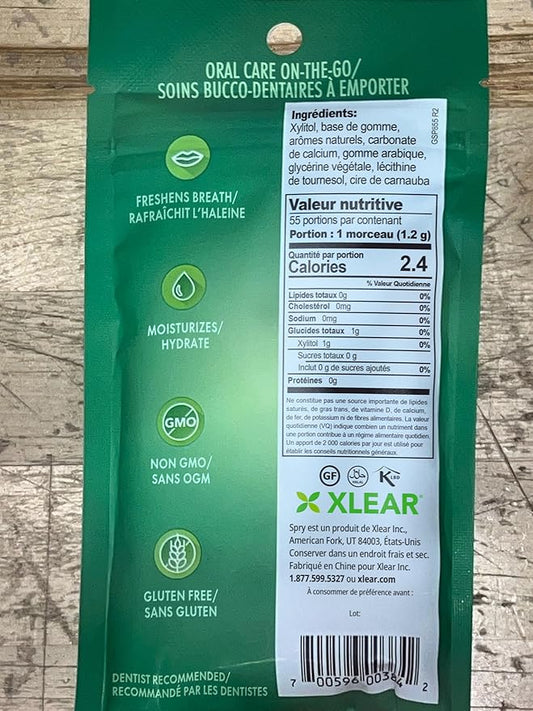 ORAL CARE ON-THE-GO/
SOINS BUCCO-DENTAIRES À EMPORTER
FRESHENS BREATH/
RAFRAÎCHIT L'HALEINE
MOISTURIZES/
HYDRATE
GMO
NON GMO/
SANS OGM
GLUTEN FREE/
SANS GLUTEN
DENTIST RECOMMENDED/
RECOMMANDÉ PAR LES DENTISTES
Ingrédients:
Xylitol, base de gomme,
arômes naturels, carbonate
de calcium, gomme arabique,
glycérine végétale, lécithine
de tournesol, cire de carnauba
GSP655 R2
Valeur nutritive
55 portions par contenant
Portion : 1 morceau (1.2 g)
Quantité par portion
Calories 2.4
% Valeur Quotidienne
Lipides totaux 0g 0%
Cholestérol 0mg 0%
Sodium 0mg 0%
Glucides totaux 1g 0%
Xylitol 1g 0%
Sucres totaux 0 g
Inclut 0 g de sucres ajoutés 0%
Protéines 0g
Ne constitue pas une source importante de lipides
saturés, de gras trans, de vitamine D, de calcium,
de fer, de potassium ni de fibres alimentaires. La valeur
quotidienne (VQ) indique combien un nutriment dans
une portion contribue à un régime alimentaire quotidien.
Un apport de 2 000 calories par jour est utilisé pour
établir les conseils nutritionnels généraux.
GF HALAL K LBD
XLEAR®
Spry est un produit de Xlear Inc.,
American Fork, UT 84003, États-Unis
Conserver dans un endroit frais et sec.
Fabriqué en Chine pour Xlear Inc.
1.877.599.5327 ou xlear.com
À consommer de préférence avant :
Lot:
7 00596 00384 2